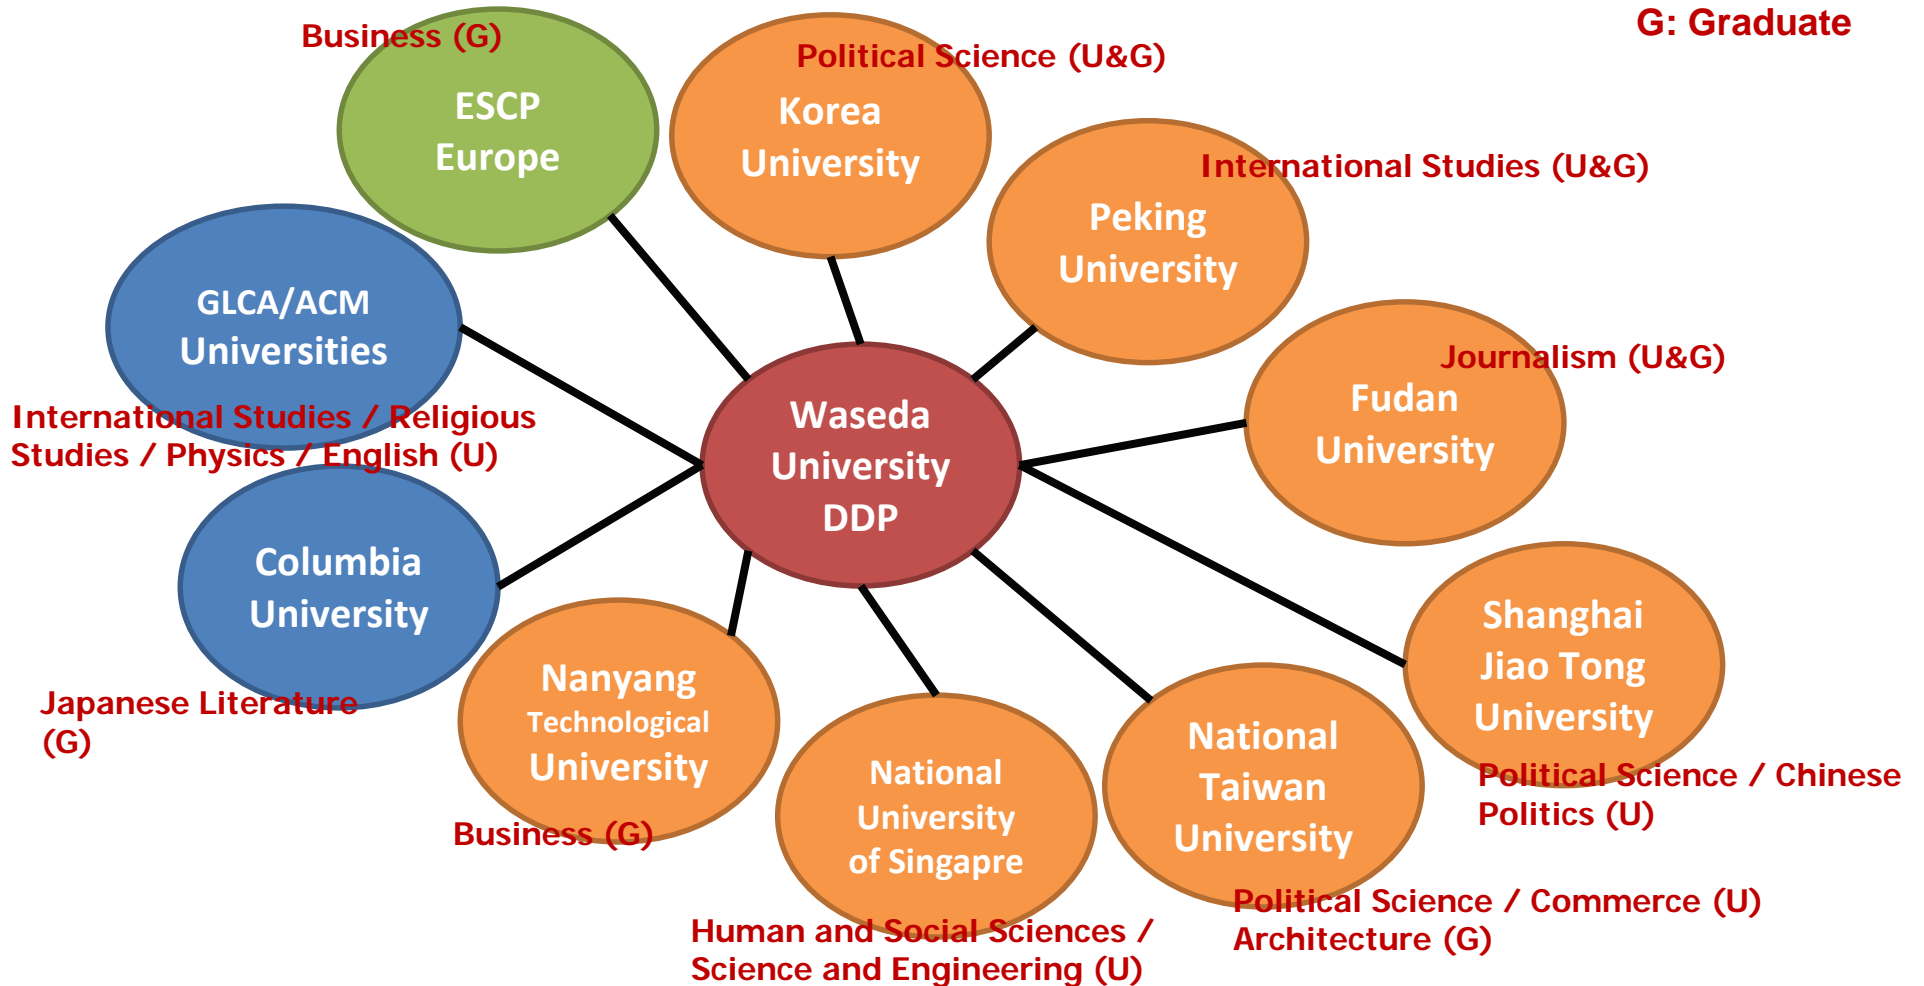 G: Graduate
Business (G)
ESCP
Europe
Political Science (U&G)
Korea
University
International Studies (U&G)
Peking
University
GLCA/ACM
Universities
International Studies / Religious
Studies / Physics / English (U)
Journalism (U&G)
Fudan
University
Waseda
University
DDP
Columbia
University
Japanese Literature
(G)
Nanyang
Technological
University
Business (G)
National
University
of Singapre
Human and Social Sciences /
Science and Engineering (U)
National
Taiwan
University
Political Science / Commerce (U)
Architecture (G)
Shanghai
Jiao Tong
University
Political Science / Chinese
Politics (U)